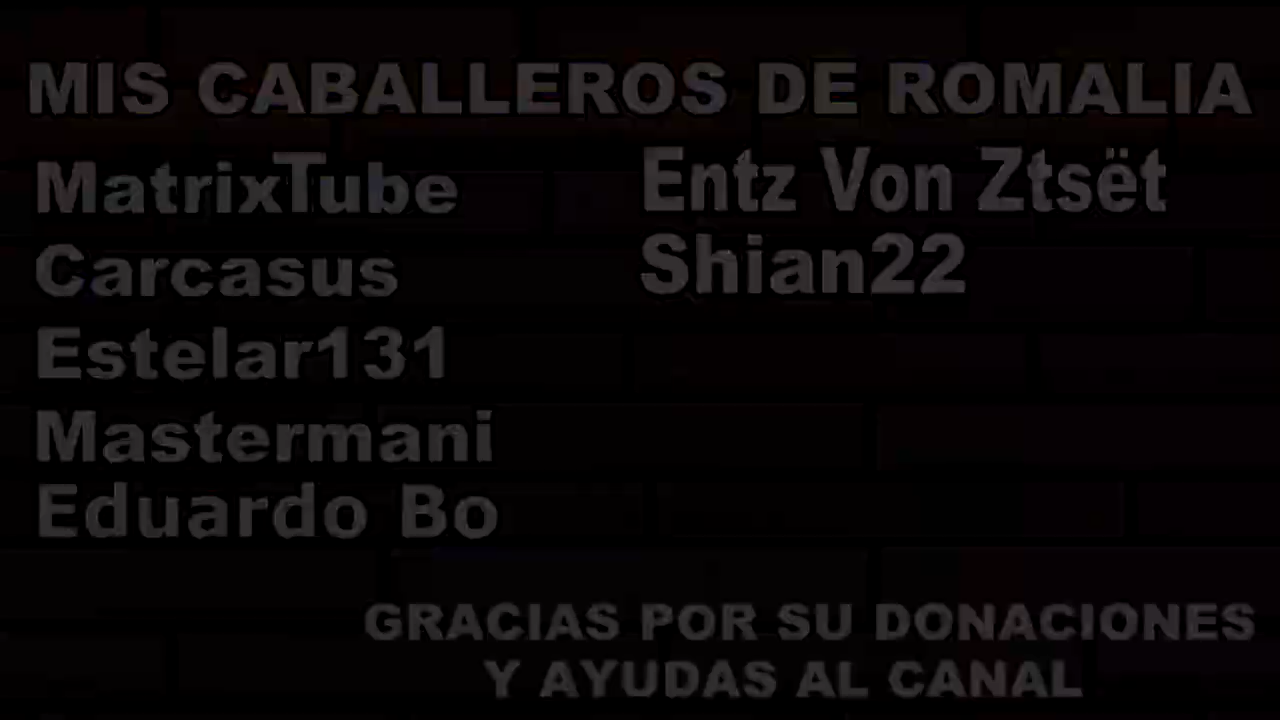 MIS CABALLEROS DE ROMALIA
MatrixTube
Carcasus
Estelar131
Mastermani
Eduardo Bo
Entz Von Ztsët
Shian22
GRACIAS POR SU DONACIONES
Y AYUDAS AL CANAL